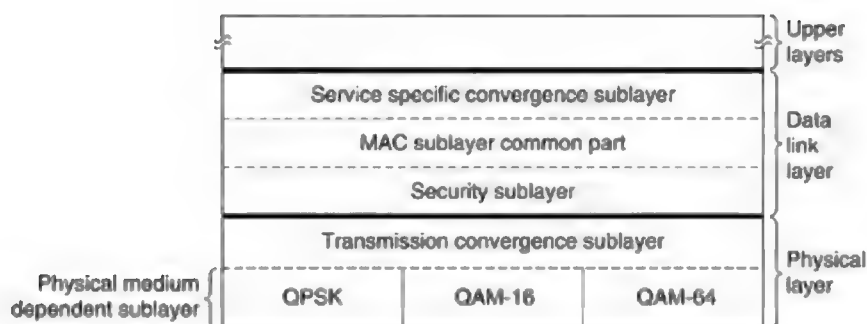 Upper
layers
Service specific convergence sublayer
MAC sublayer common part
Security sublayer
Data
link
layer
Transmission convergence sublayer
Physical
layer
Physical medium
dependent sublayer
QPSK
QAM-16
QAM-64